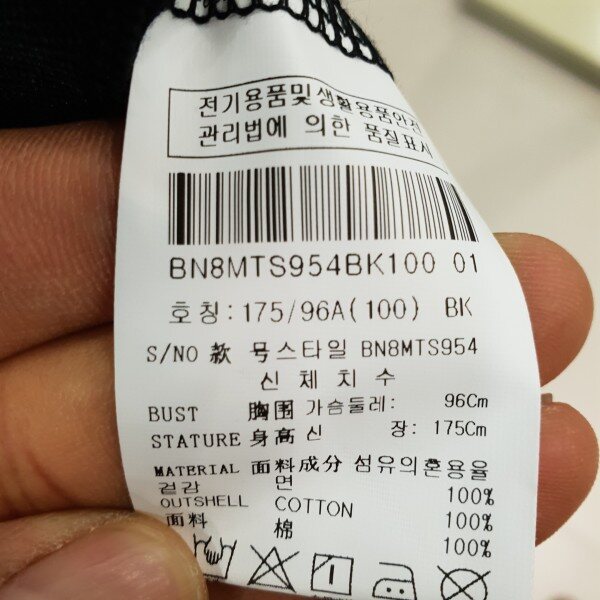 전기용품및생활용품안전
관리법에 의한 품질표시
BN8MTS954BK100 01
호칭:175/96A(100) BK
S/NO 款 号스타일 BN8MTS954
신체치수
BUST 胸围 가슴둘레: 96Cm
STATURE 身高 신 장: 175Cm
MATERIAL 面料成分 섬유의혼용율
겉감 면 100%
OUTSHELL COTTON 100%
面料 棉 100%